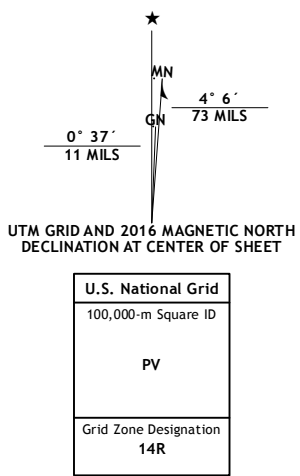 ★
MN
4° 6´
73 MILS
GN
0° 37´
11 MILS
UTM GRID AND 2016 MAGNETIC NORTH
DECLINATION AT CENTER OF SHEET
U.S. National Grid
100,000-m Square ID
PV
Grid Zone Designation
14R